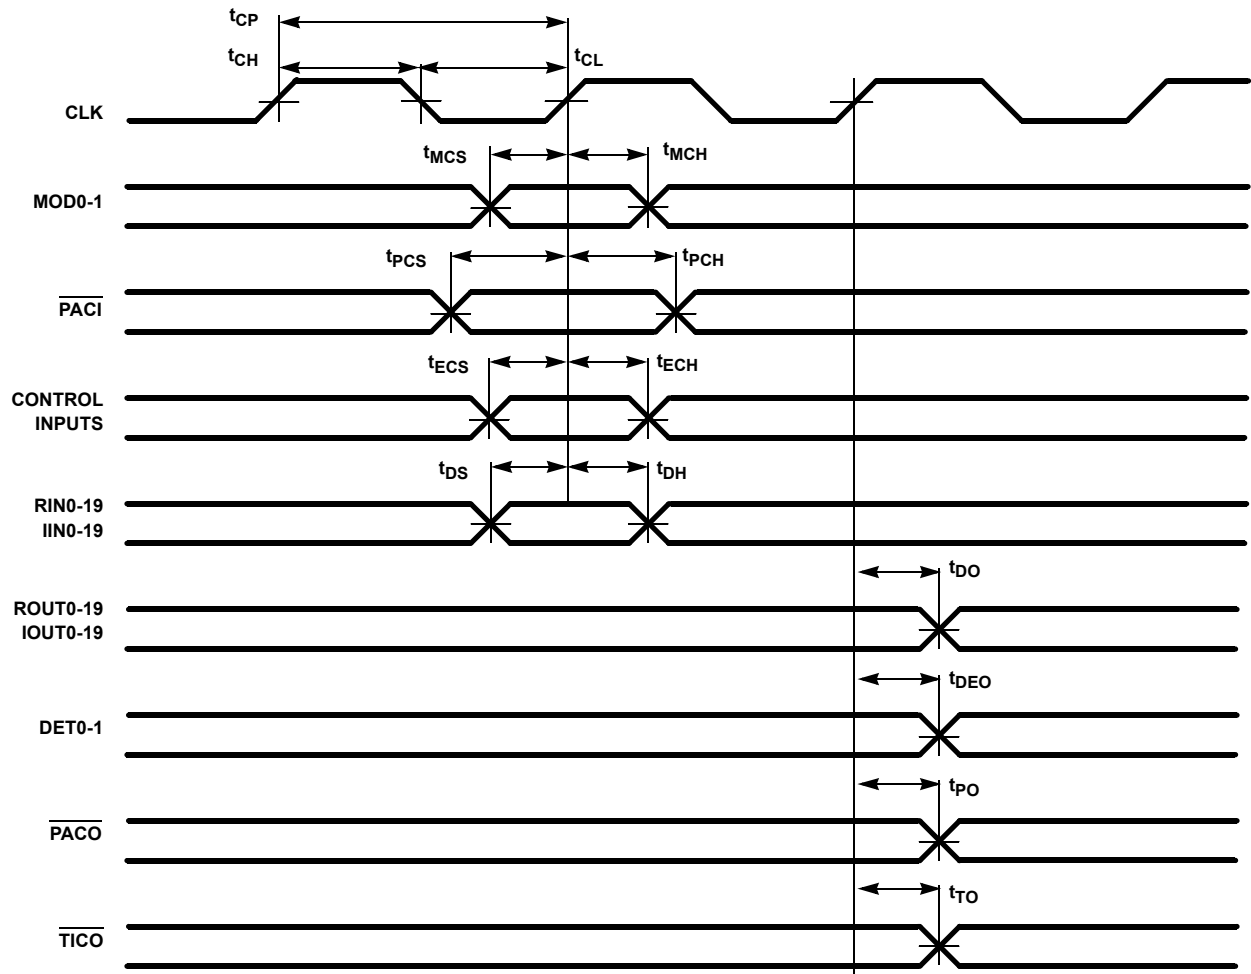 tCP
tCH
tCL
CLK
tMCS
tMCH
MOD0-1
tPCS
tPCH
PACI
tECS
tECH
CONTROL
INPUTS
tDS
tDH
RIN0-19
IIN0-19
tDO
ROUT0-19
IOUT0-19
tDEO
DET0-1
tPO
PACO
tTO
TICO